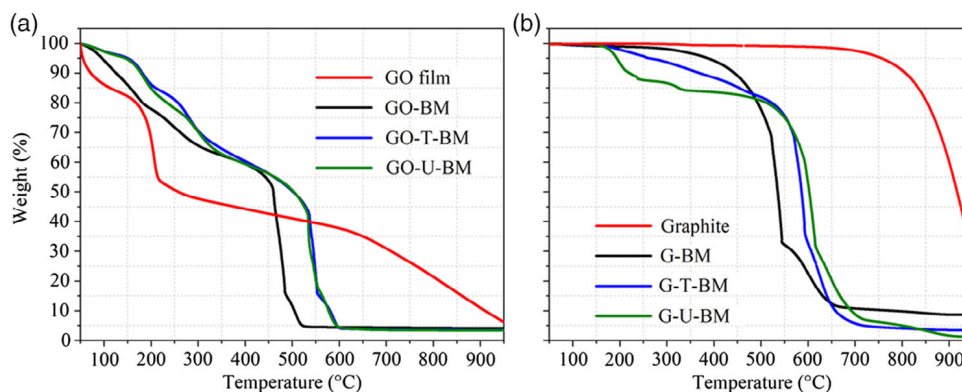 (a)
100
90
80
70
60
50
40
30
20
10
0
Weight (%)
GO film
GO-BM
GO-T-BM
GO-U-BM
100 200 300 400 500 600 700 800 900
Temperature (°C)
(b)
Graphite
G-BM
G-T-BM
G-U-BM
100 200 300 400 500 600 700 800 900
Temperature (°C)